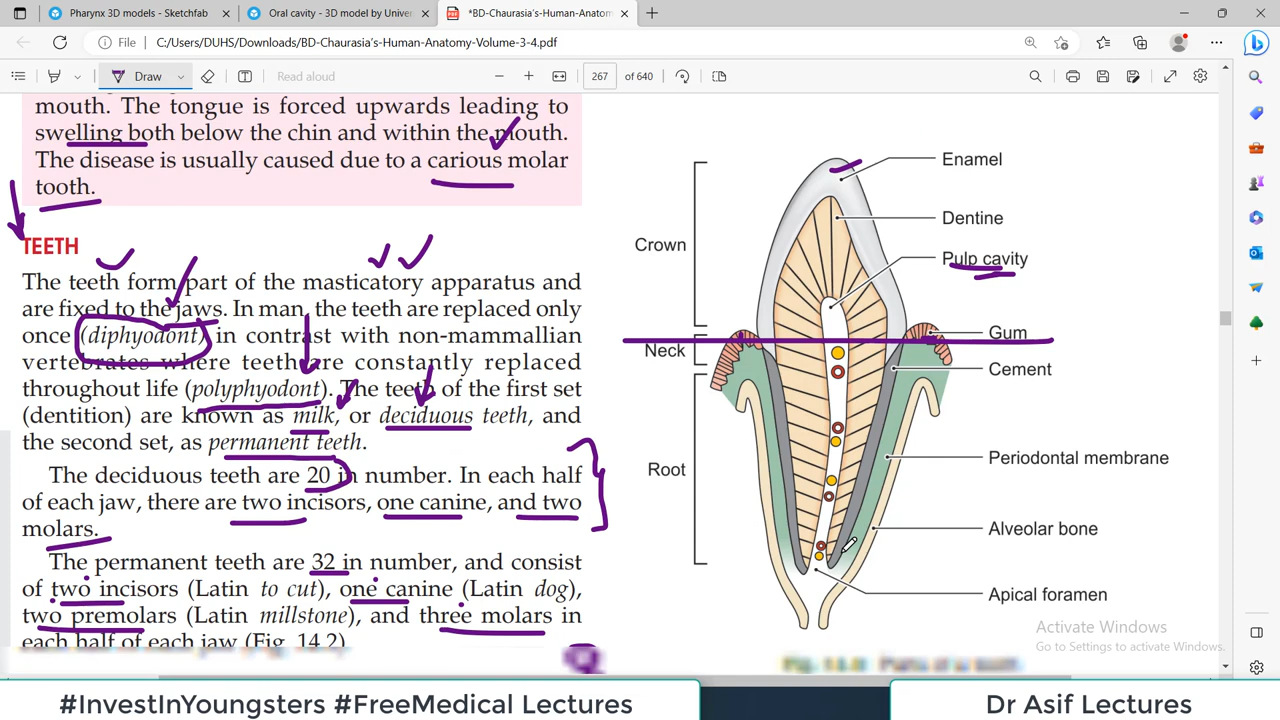 Pharynx 3D models - Sketchfab
Oral cavity - 3D model by Univer
*BD-Chaurasia's-Human-Anatom
File
C:/Users/DUHS/Downloads/BD-Chaurasia's-Human-Anatomy-Volume-3-4.pdf
Draw
Read aloud
267 of 640
mouth. The tongue is forced upwards leading to
swelling both below the chin and within the mouth.
The disease is usually caused due to a carious molar
tooth.
TEETH
The teeth form part of the masticatory apparatus and
are fixed to the jaws. In man, the teeth are replaced only
once (diphyodont) in contrast with non-mammallian
vertebrates where teeth are constantly replaced
throughout life (polyphyodont). The teeth of the first set
(dentition) are known as milk, or deciduous teeth, and
the second set, as permanent teeth.
The deciduous teeth are 20 in number. In each half
of each jaw, there are two incisors, one canine, and two
molars.
The permanent teeth are 32 in number, and consist
of two incisors (Latin to cut), one canine (Latin dog),
two premolars (Latin millstone), and three molars in
each half of each jaw (Fig. 14.2).
Crown
Neck
Root
Enamel
Dentine
Pulp cavity
Gum
Cement
Periodontal membrane
Alveolar bone
Apical foramen
Activate Windows
Go to Settings to activate Windows.
#InvestInYoungsters #FreeMedical Lectures
Dr Asif Lectures